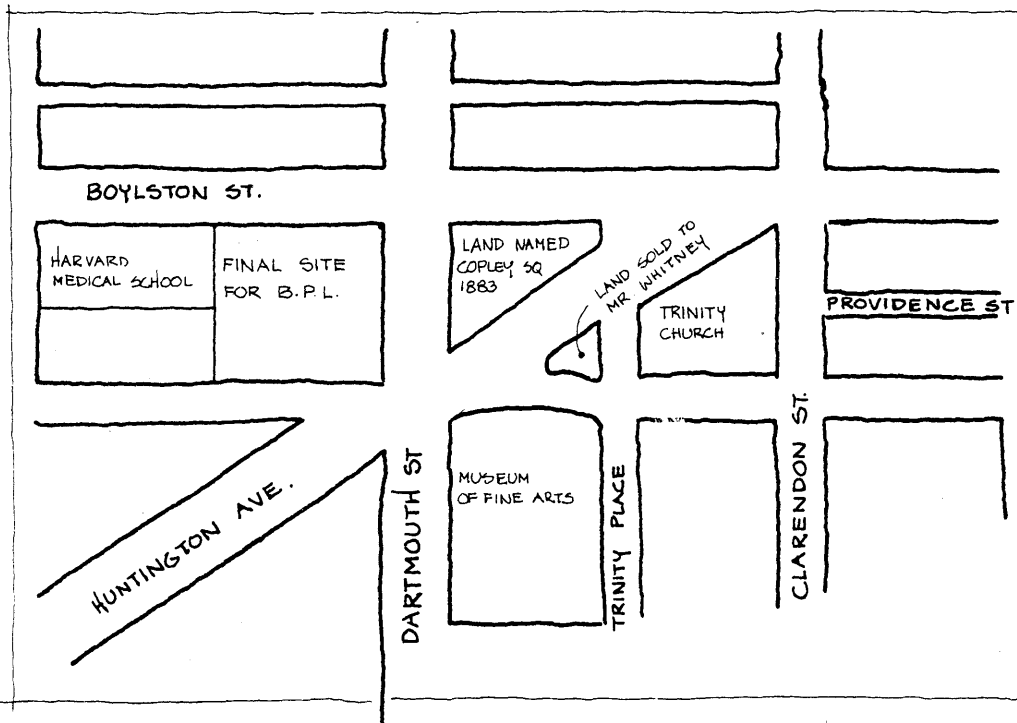 BOYLSTON ST.
HARVARD
MEDICAL SCHOOL
FINAL SITE
FOR B.P.L.
LAND NAMED
COPLEY SQ
1883
LAND SOLD TO
MR. WHITNEY
TRINITY
CHURCH
PROVIDENCE ST
HUNTINGTON AVE.
DARTMOUTH ST
MUSEUM
OF FINE ARTS
TRINITY PLACE
CLARENDON ST.